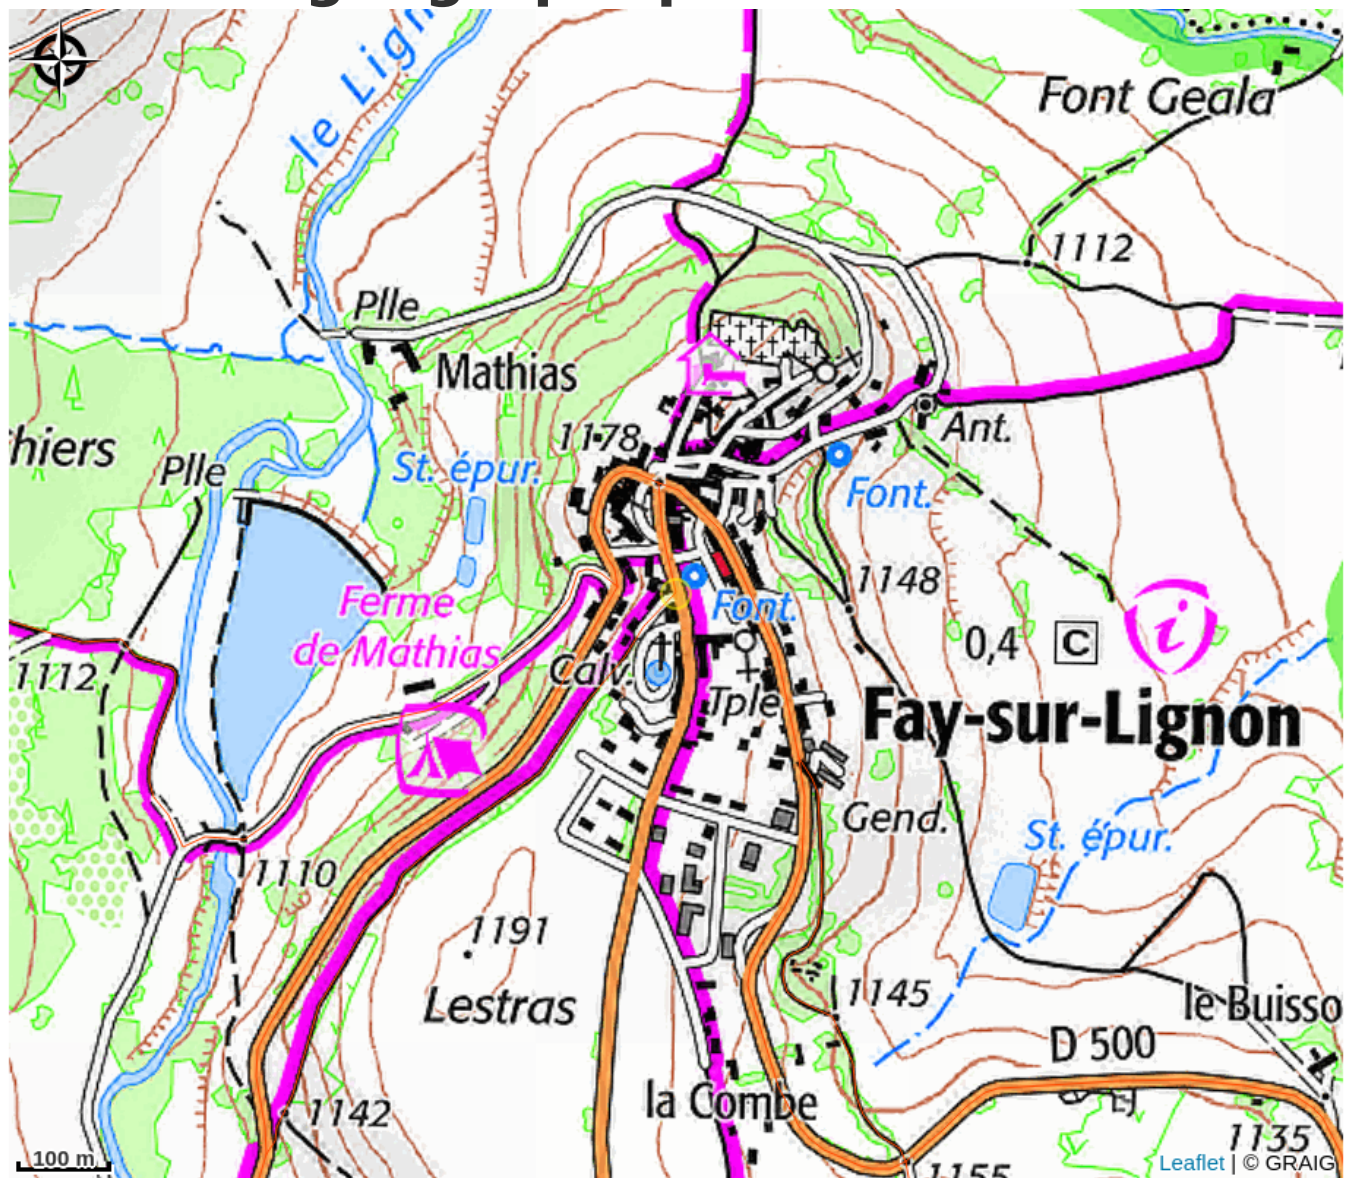 le Lign
Font Geala
1112
Plle
Mathias
1178
Ant.
hiers
Plle
St. épur.
Font.
1148
Ferme
de Mathias
Font.
0,4 C
i
1112
Calv.
Tple
Fay-sur-Lignon
Gend.
St. épur.
1110
1191
Lestras
1145
le Buisso
D 500
la Combe
1142
1135
1155
100 m
Leaflet | © GRAIG